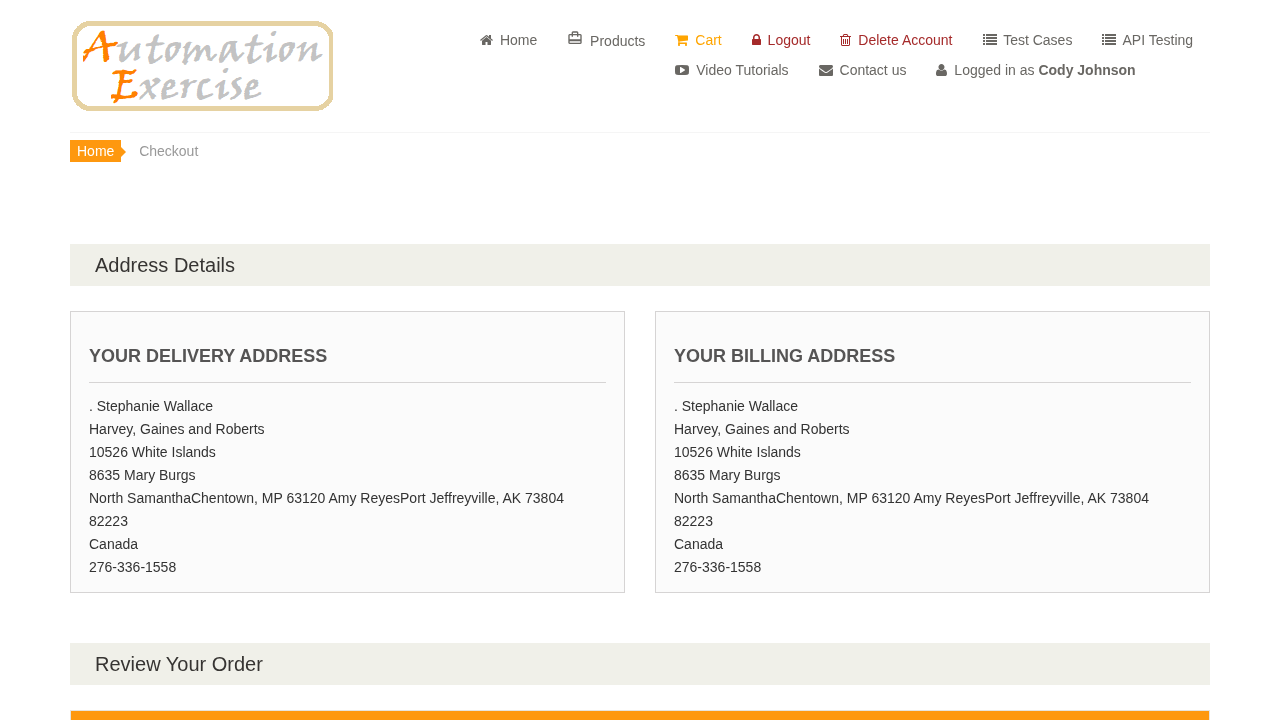 Automation
Exercise
Home
Products
Cart
Logout
Delete Account
Test Cases
API Testing
Video Tutorials
Contact us
Logged in as Cody Johnson
Home
Checkout
Address Details
YOUR DELIVERY ADDRESS
. Stephanie Wallace
Harvey, Gaines and Roberts
10526 White Islands
8635 Mary Burgs
North SamanthaChentown, MP 63120 Amy ReyesPort Jeffreyville, AK 73804
82223
Canada
276-336-1558
YOUR BILLING ADDRESS
. Stephanie Wallace
Harvey, Gaines and Roberts
10526 White Islands
8635 Mary Burgs
North SamanthaChentown, MP 63120 Amy ReyesPort Jeffreyville, AK 73804
82223
Canada
276-336-1558
Review Your Order